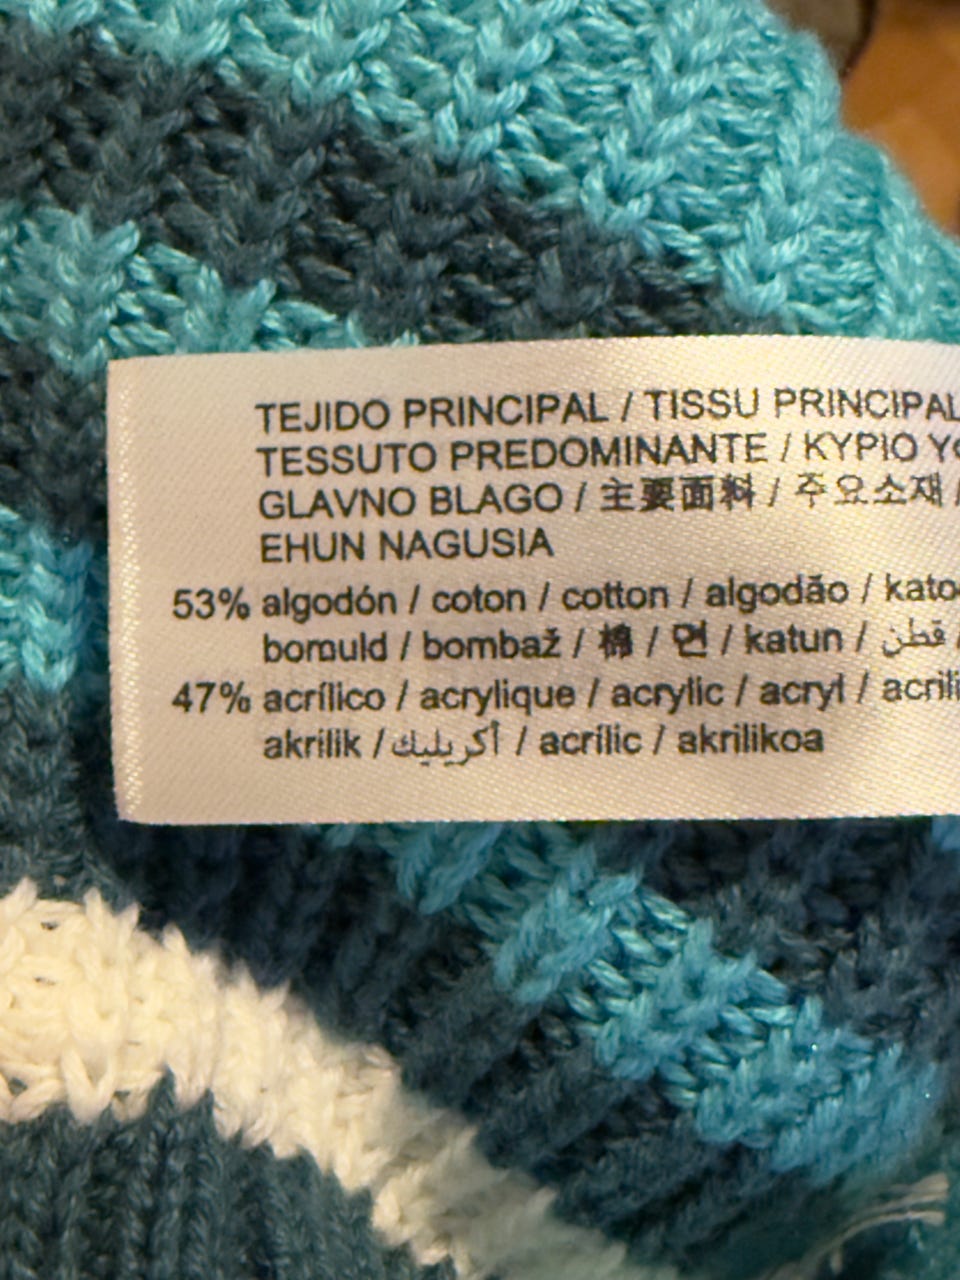 TEJIDO PRINCIPAL / TISSU PRINCIPAL
TESSUTO PREDOMINANTE / ΚΥΡΙΟ
GLAVNO BLAGO / 主要面料 / 주요소재 /
EHUN NAGUSIA
53% algodón / coton / cotton / algodão /
bomuld / bombaž / 棉 / 면 / katun / قطن /
47% acrílico / acrylique / acrylic / acryl /
akrilik / أكريليك / acrílic / akrilikoa